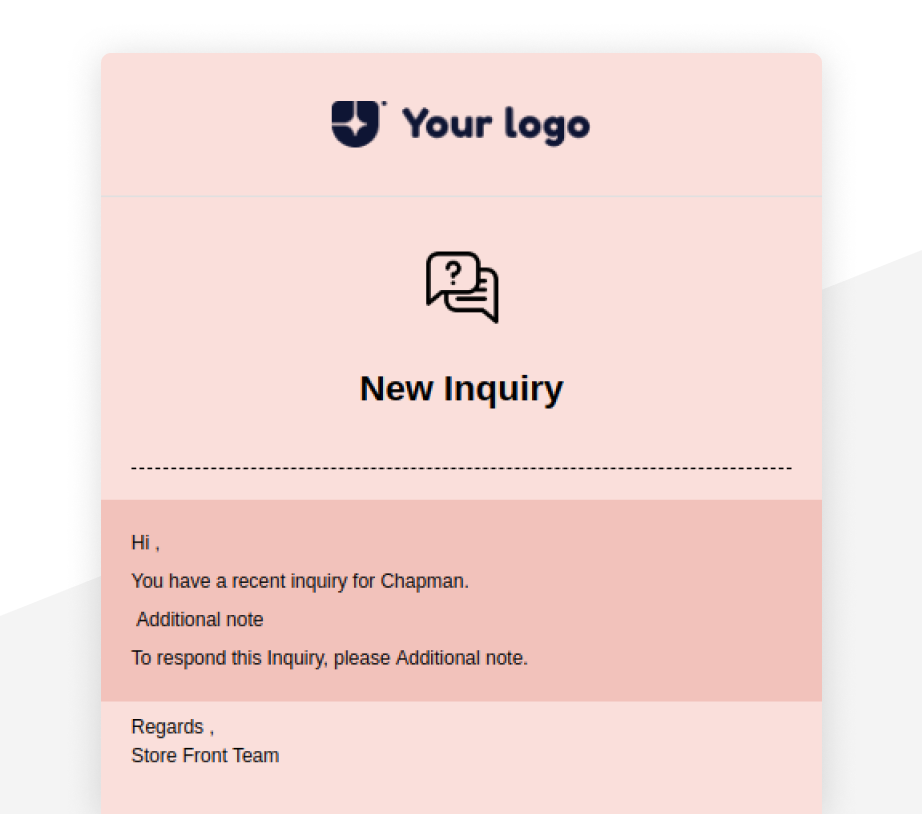 Your logo
?
New Inquiry
Hi ,
You have a recent inquiry for Chapman.
Additional note
To respond this Inquiry, please Additional note.
Regards ,
Store Front Team